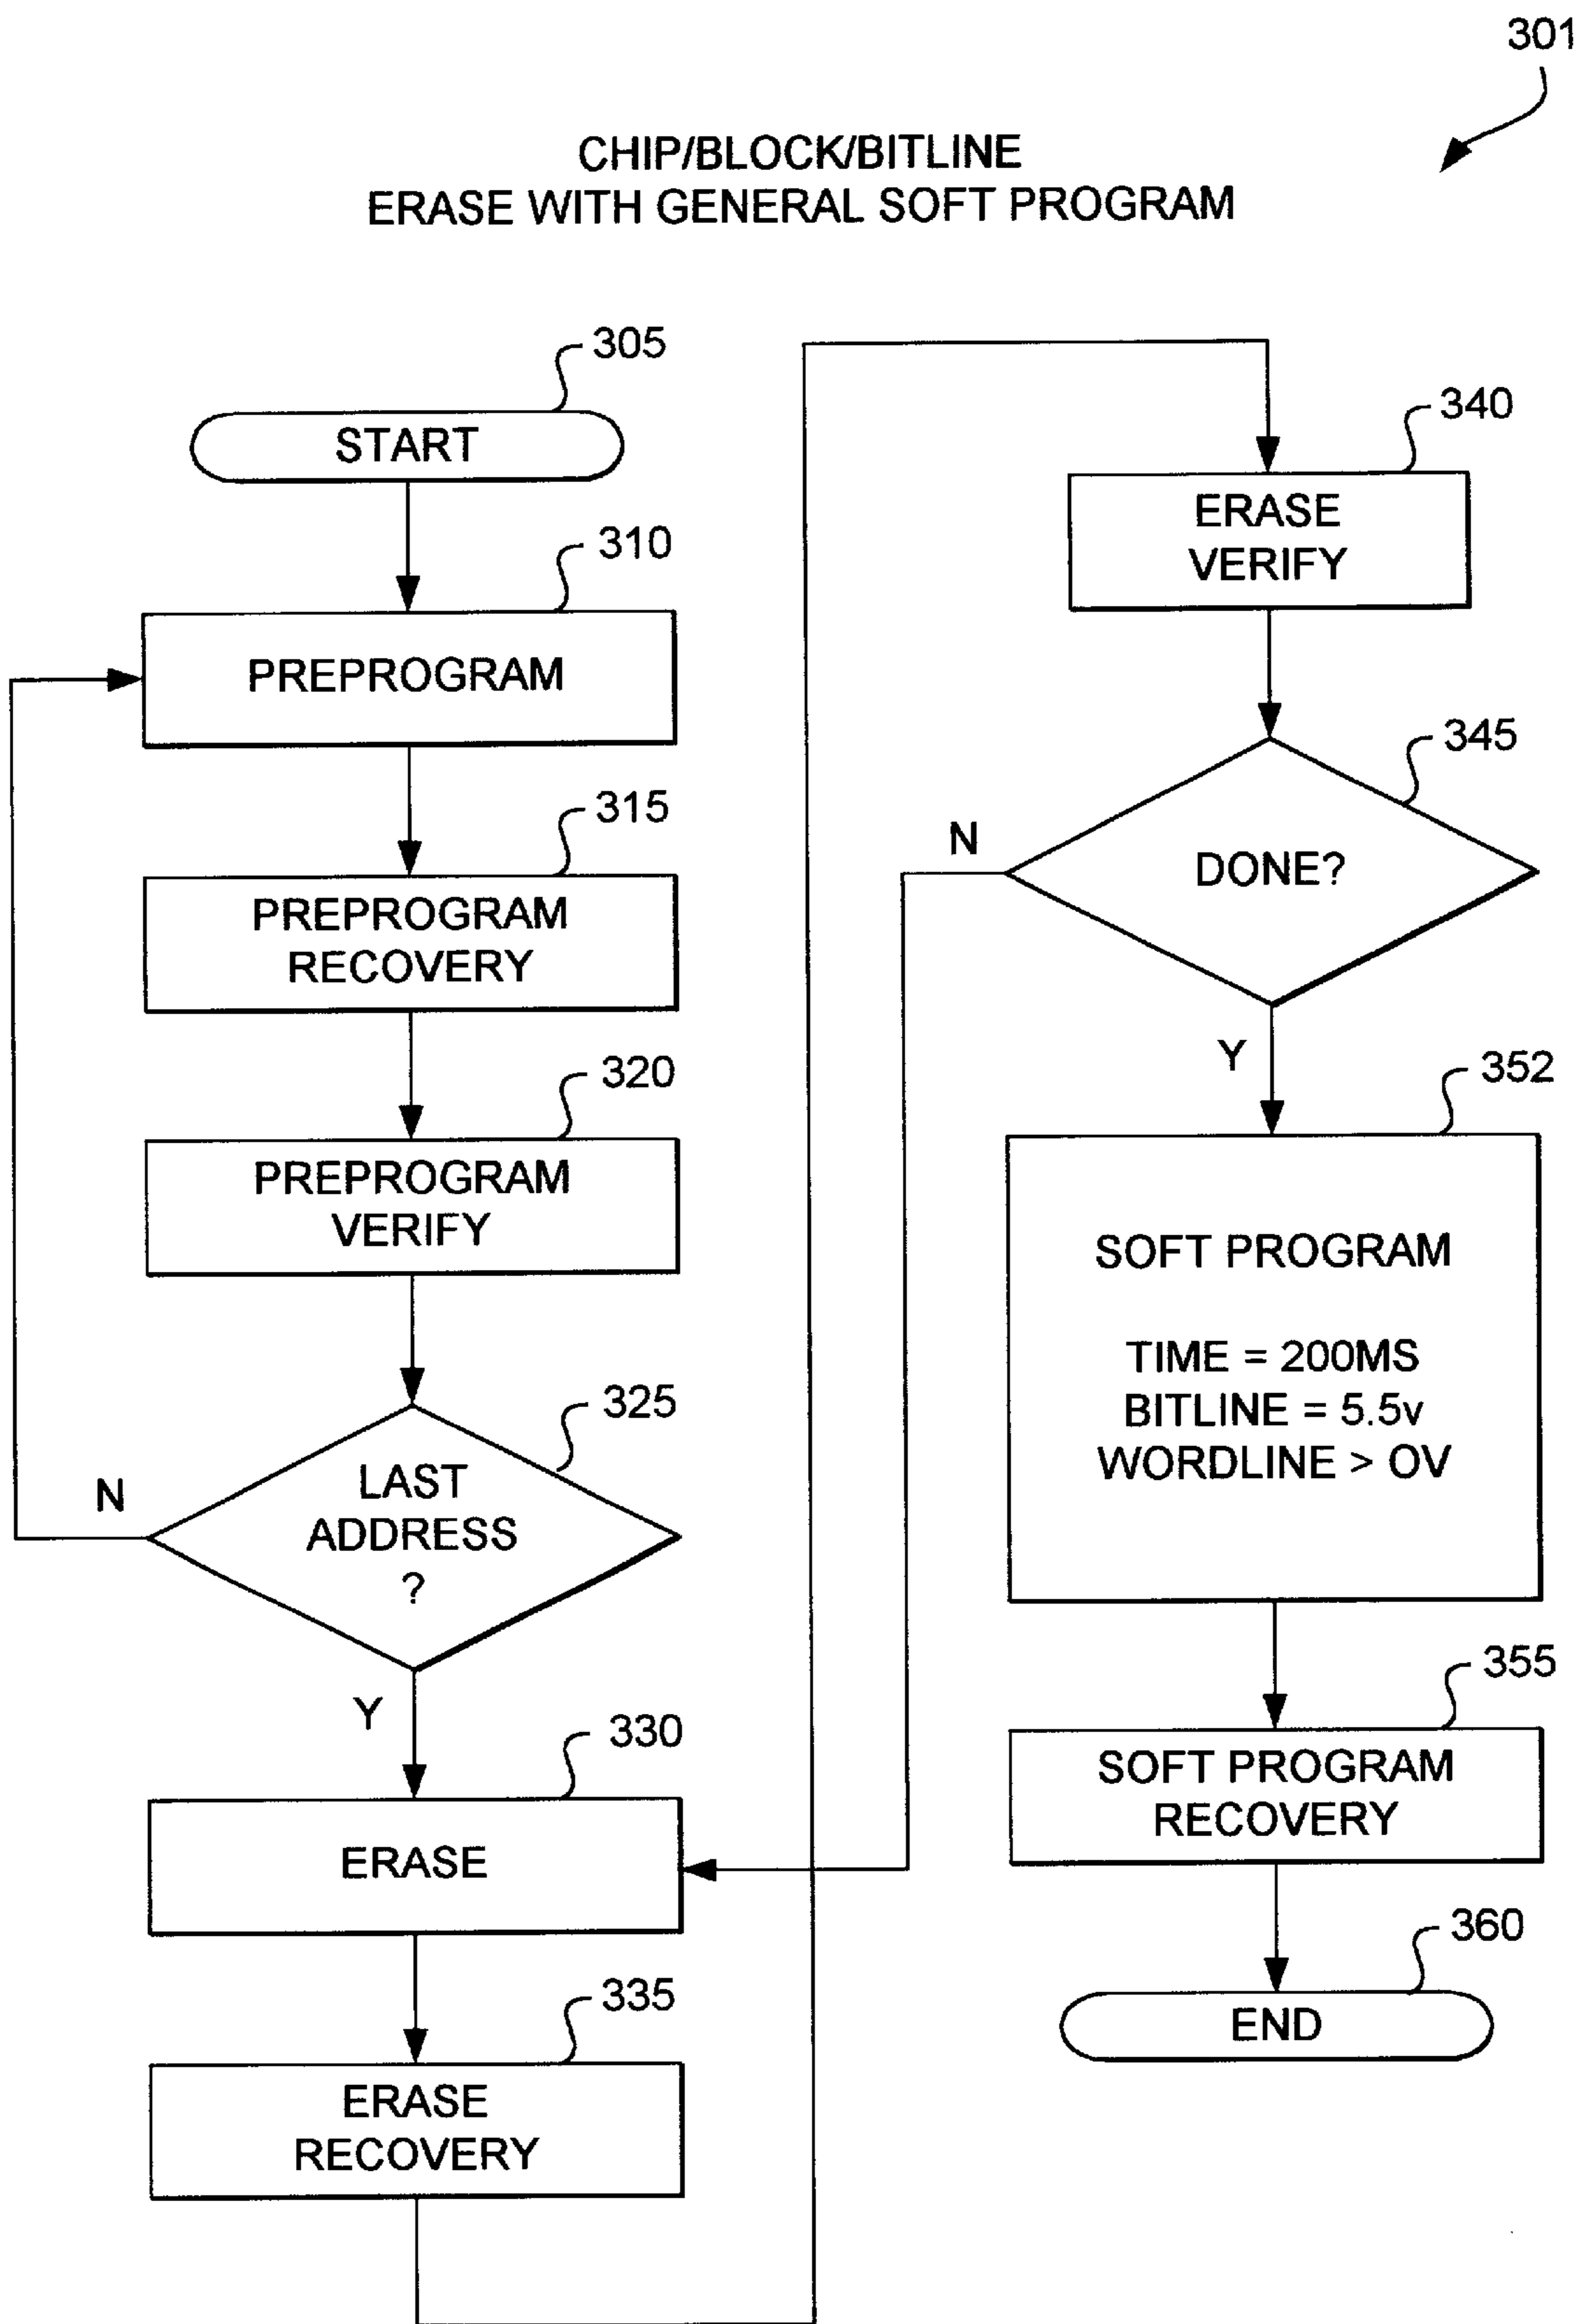 301
CHIP/BLOCK/BITLINE
ERASE WITH GENERAL SOFT PROGRAM
305
START
310
PREPROGRAM
315
PREPROGRAM
RECOVERY
320
PREPROGRAM
VERIFY
325
LAST
ADDRESS
?
N
Y
330
ERASE
335
ERASE
RECOVERY
340
ERASE
VERIFY
345
DONE?
N
Y
352
SOFT PROGRAM
TIME = 200MS
BITLINE = 5.5v
WORDLINE > OV
355
SOFT PROGRAM
RECOVERY
360
END